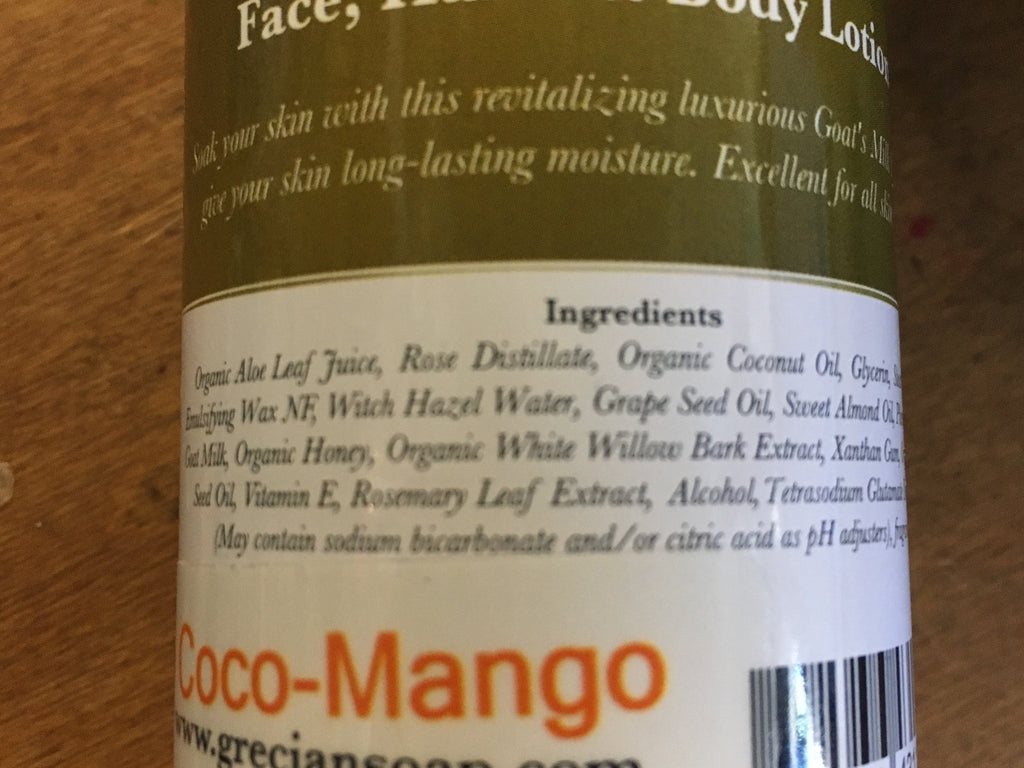 Face, Body Lotion
Soak your skin with this revitalizing luxurious Goat's Milk
give your skin long-lasting moisture. Excellent for all
Ingredients
Organic Aloe Leaf Juice, Rose Distillate, Organic Coconut Oil, Glycerin,
Emulsifying Wax NF, Witch Hazel Water, Grape Seed Oil, Sweet Almond Oil,
Goat Milk, Organic Honey, Organic White Willow Bark Extract, Xanthan Gum,
Seed Oil, Vitamin E, Rosemary Leaf Extract, Alcohol, Tetrasodium
(May contain sodium bicarbonate and/or citric acid as pH adjusters),
Coco-Mango
www.greciansoap.com